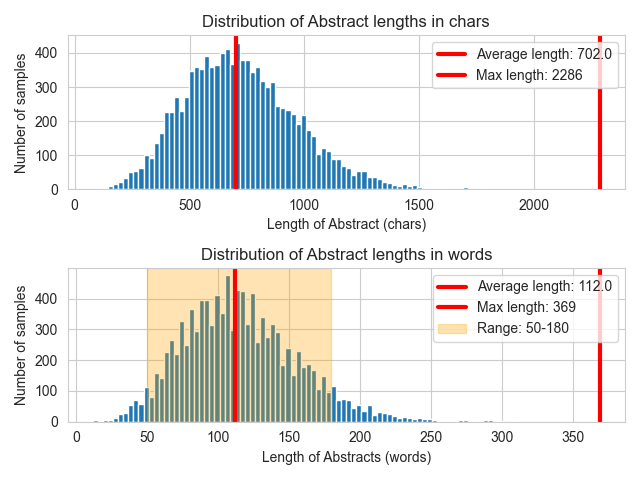 Distribution of Abstract lengths in chars
Number of samples
400
300
200
100
0
Average length: 702.0
Max length: 2286
0 500 1000 1500 2000
Length of Abstract (chars)
Distribution of Abstract lengths in words
Number of samples
400
300
200
100
0
Average length: 112.0
Max length: 369
Range: 50-180
0 50 100 150 200 250 300 350
Length of Abstracts (words)